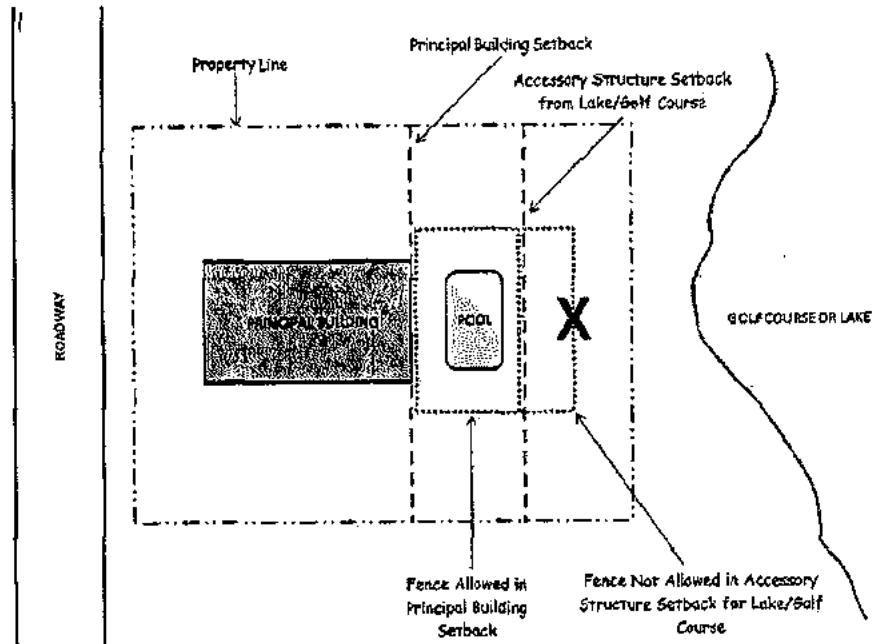 Principal Building Setback
Property Line
Accessory Structure Setback
from Lake/Golf Course
ROADWAY
PRINCIPAL BUILDING
POOL
X
GOLF COURSE OR LAKE
Fence Allowed in
Principal Building
Setback
Fence Not Allowed in Accessory
Structure Setback for Lake/Golf
Course